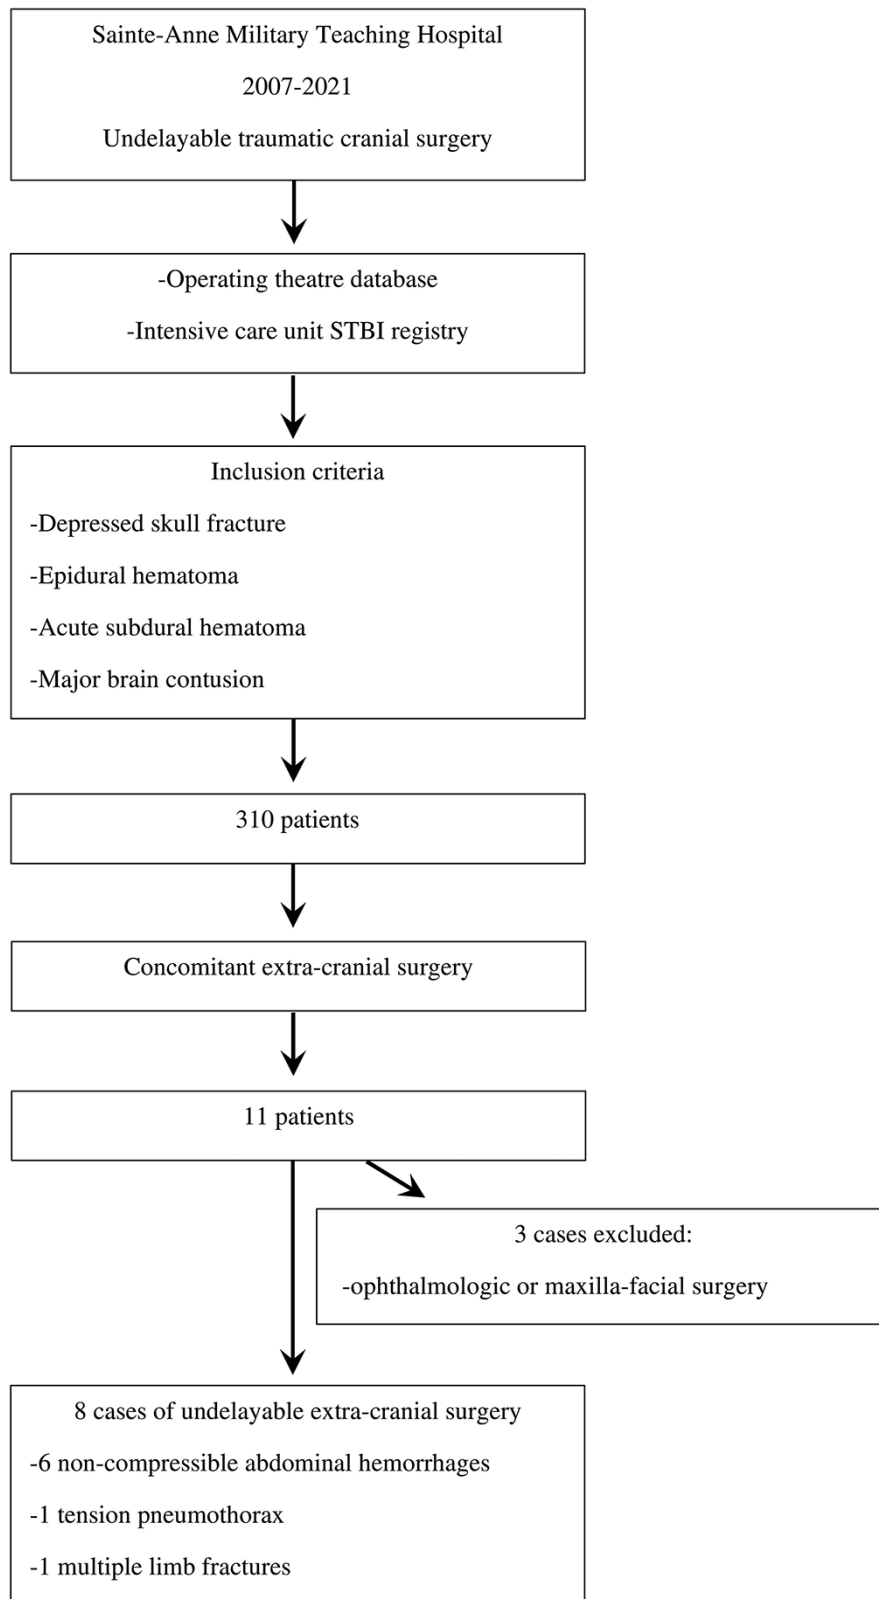 Sainte-Anne Military Teaching Hospital
2007-2021
Undelayable traumatic cranial surgery
-Operating theatre database
-Intensive care unit STBI registry
Inclusion criteria
-Depressed skull fracture
-Epidural hematoma
-Acute subdural hematoma
-Major brain contusion
310 patients
Concomitant extra-cranial surgery
11 patients
3 cases excluded:
-ophthalmologic or maxilla-facial surgery
8 cases of undelayable extra-cranial surgery
-6 non-compressible abdominal hemorrhages
-1 tension pneumothorax
-1 multiple limb fractures